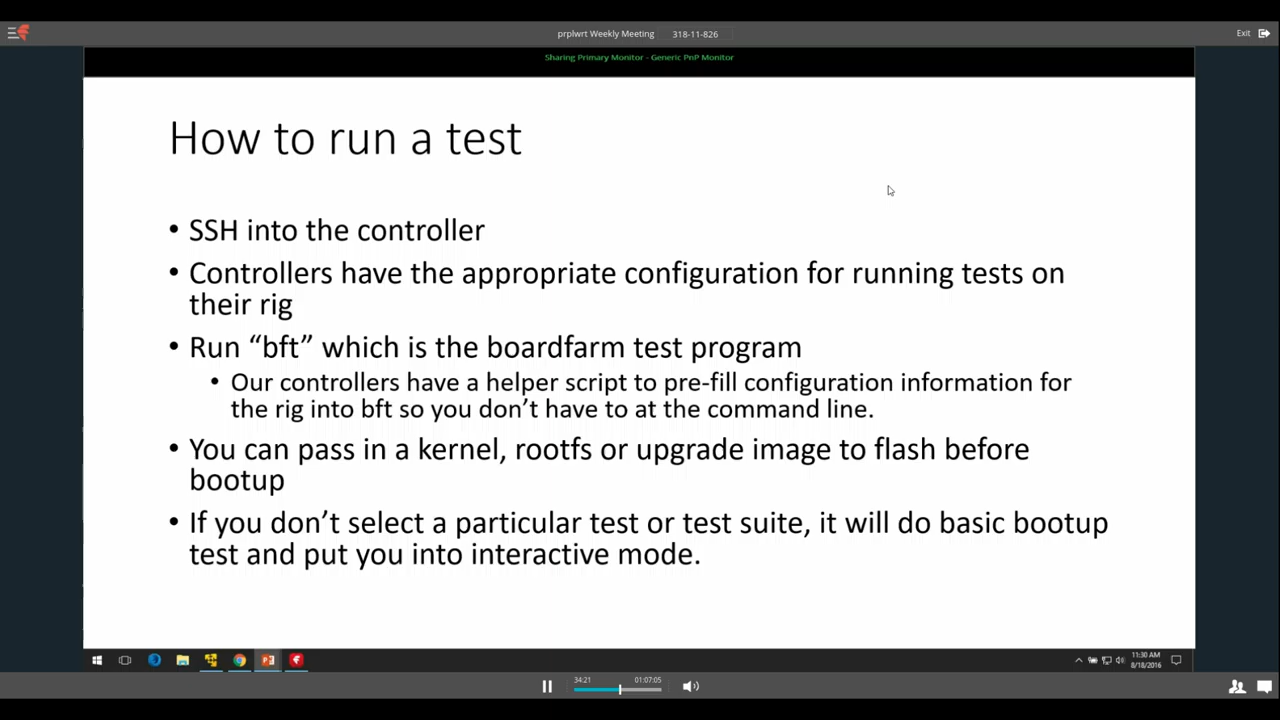 prplwrt Weekly Meeting 318-11-826
Exit
Sharing Primary Monitor - Generic PnP Monitor
How to run a test
• SSH into the controller
• Controllers have the appropriate configuration for running tests on
their rig
• Run “bft” which is the boardfarm test program
• Our controllers have a helper script to pre-fill configuration information for
the rig into bft so you don’t have to at the command line.
• You can pass in a kernel, rootfs or upgrade image to flash before
bootup
• If you don’t select a particular test or test suite, it will do basic bootup
test and put you into interactive mode.
11:30 AM
8/18/2016
34:21 01:07:05